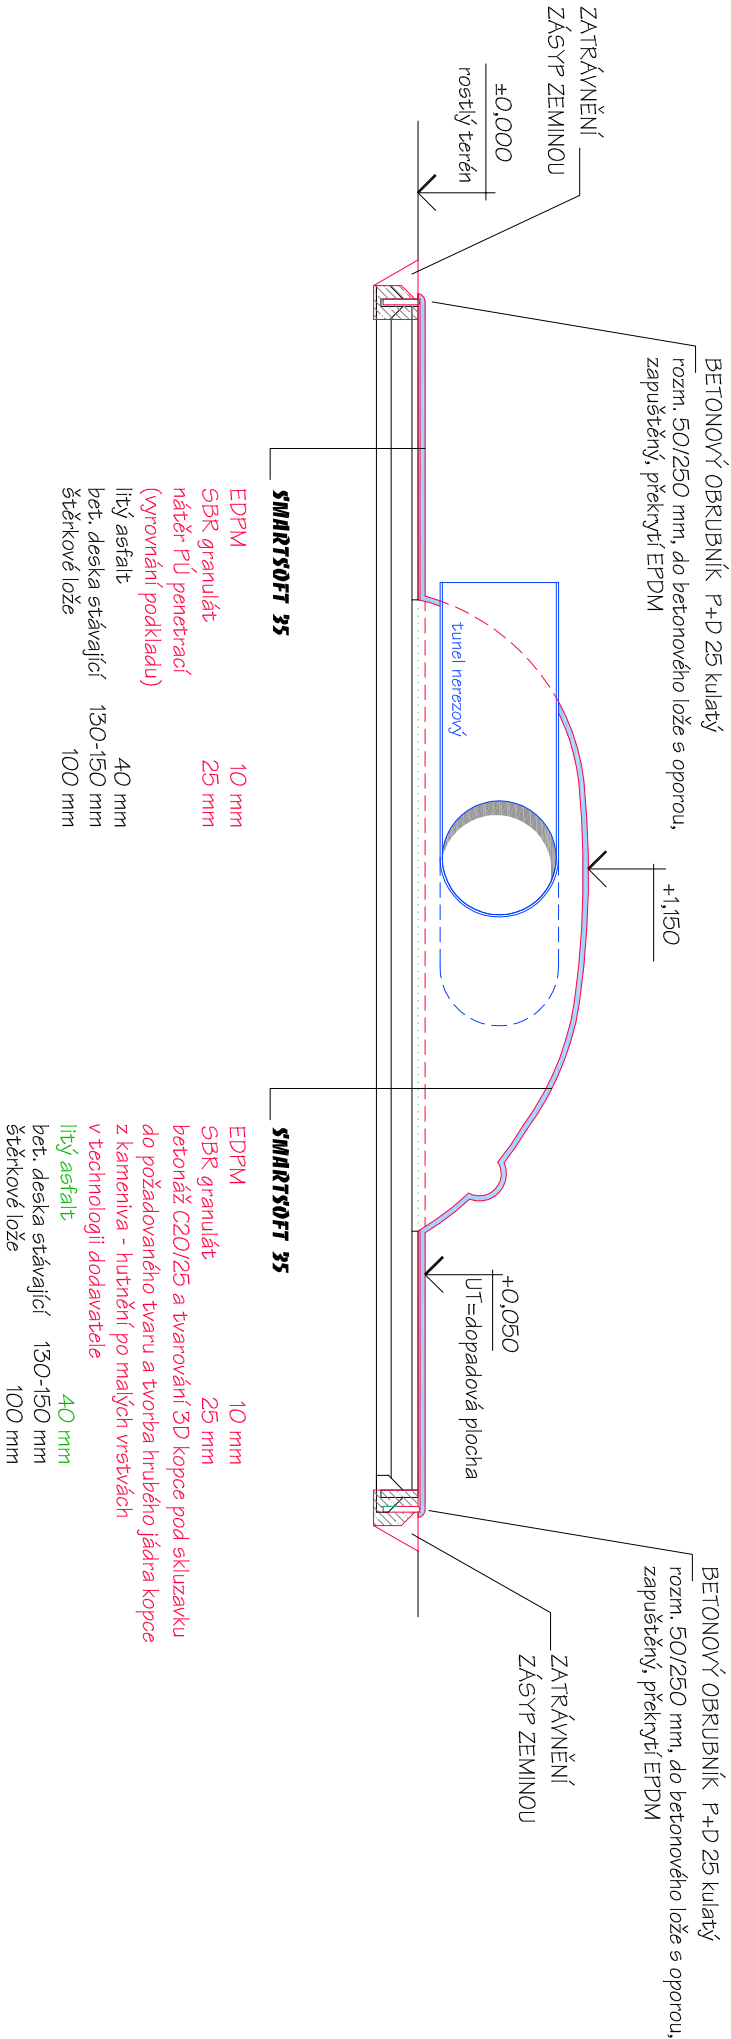 ZATRÁVNĚNÍ
ZÁSYP ZEMINOU
±0,000
rostlý terén
BETONOVÝ OBRUBNÍK P+D 25 kulatý
rozm. 50/250 mm, do betonového lože s oporou,
zapuštěný, překrytí EPDM
tunel nerezový
+1,150
+0,050
UT=dopadová plocha
BETONOVÝ OBRUBNÍK P+D 25 kulatý
rozm. 50/250 mm, do betonového lože s oporou,
zapuštěný, překrytí EPDM
ZATRÁVNĚNÍ
ZÁSYP ZEMINOU
SMARTSOFT 35
EDPM 10 mm
SBR granulát 25 mm
nátěr PÚ penetrací
(vyrovnání podkladu)
litý asfalt 40 mm
bet. deska stávající 130-150 mm
štěrkové lože 100 mm
SMARTSOFT 35
EDPM 10 mm
SBR granulát 25 mm
betonáž C20/25 a tvarování 3D kopce pod skluzavku
do požadovaného tvaru a tvorba hrubého jádra kopce
z kameniva - hutnění po malých vrstvách
v technologii dodavatele
litý asfalt 40 mm
bet. deska stávající 130-150 mm
štěrkové lože 100 mm